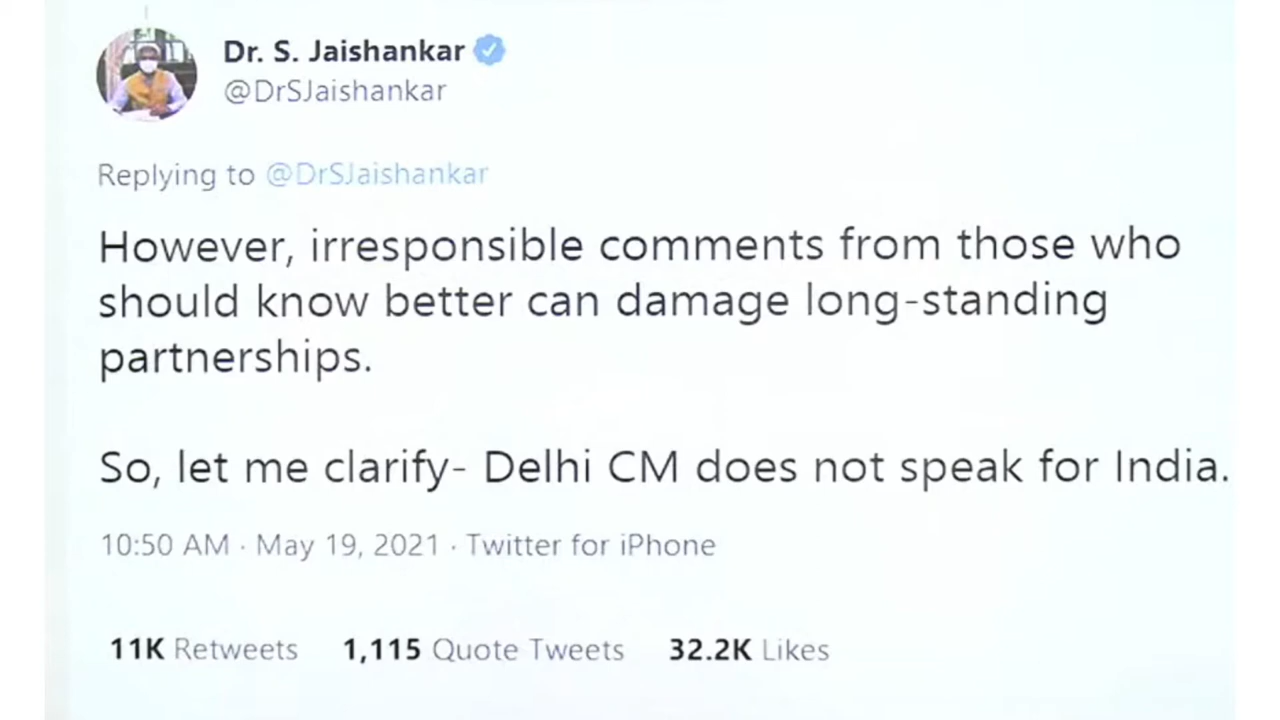 Dr. S. Jaishankar
@DrSJaishankar
Replying to @DrSJaishankar
However, irresponsible comments from those who
should know better can damage long-standing
partnerships.
So, let me clarify- Delhi CM does not speak for India.
10:50 AM · May 19, 2021 · Twitter for iPhone
11K Retweets 1,115 Quote Tweets 32.2K Likes